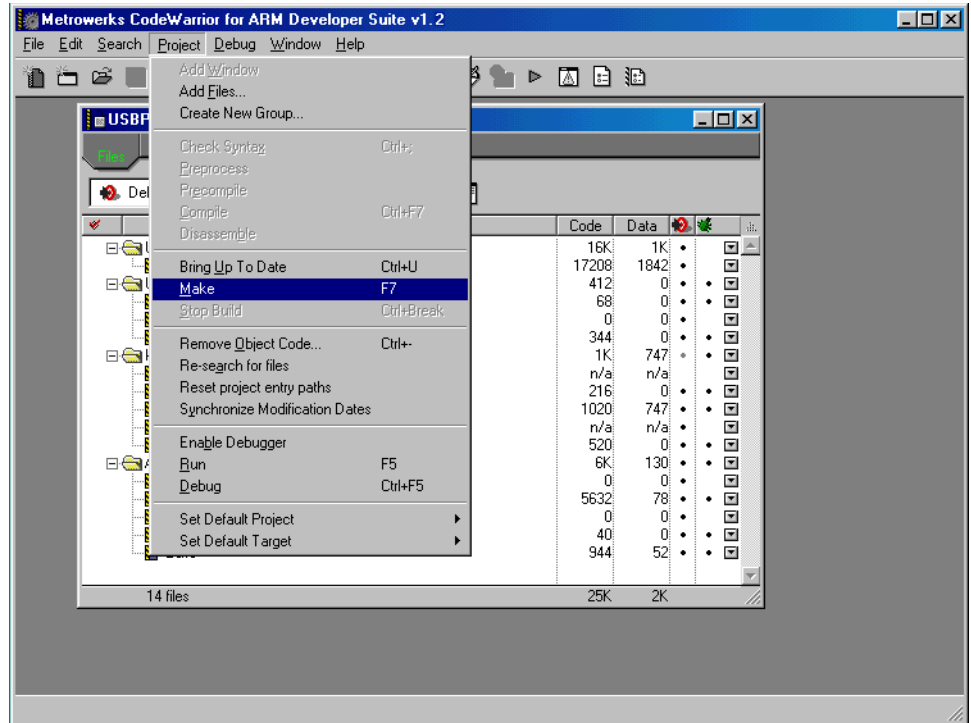 Metrowerks CodeWarrior for ARM Developer Suite v1.2
File Edit Search Project Debug Window Help
Add Window
Add Files...
Create New Group...
Check Syntax Ctrl+;
Preprocess
Precompile
Compile Ctrl+F7
Disassemble
Bring Up To Date Ctrl+U
Make F7
Stop Build Ctrl+Break
Remove Object Code... Ctrl+-
Re-search for files
Reset project entry paths
Synchronize Modification Dates
Enable Debugger
Run F5
Debug Ctrl+F5
Set Default Project
Set Default Target
USBP
Files
Del
Code Data
16K 1K
17208 1842
412 0
68 0
0 0
344 0
1K 747
n/a n/a
216 0
1020 747
n/a n/a
520 0
6K 130
0 0
5632 78
0 0
40 0
944 52
14 files 25K 2K